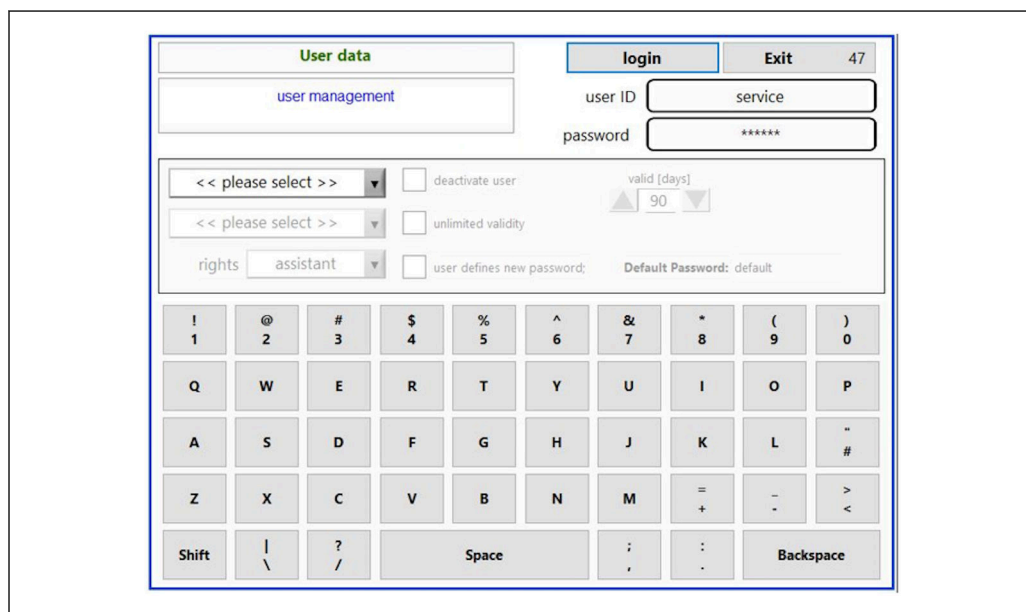 User data
login
Exit 47
user management
user ID service
password ******
<< please select >>
deactivate user
valid [days]
90
<< please select >>
unlimited validity
rights assistant
user defines new password;
Default Password: default
! @ # $ % ^ & * ( )
1 2 3 4 5 6 7 8 9 0
Q W E R T Y U I O P
A S D F G H J K L "
#
Z X C V B N M = _ >
+ - <
Shift | ? Space ; : Backspace
\ / , .